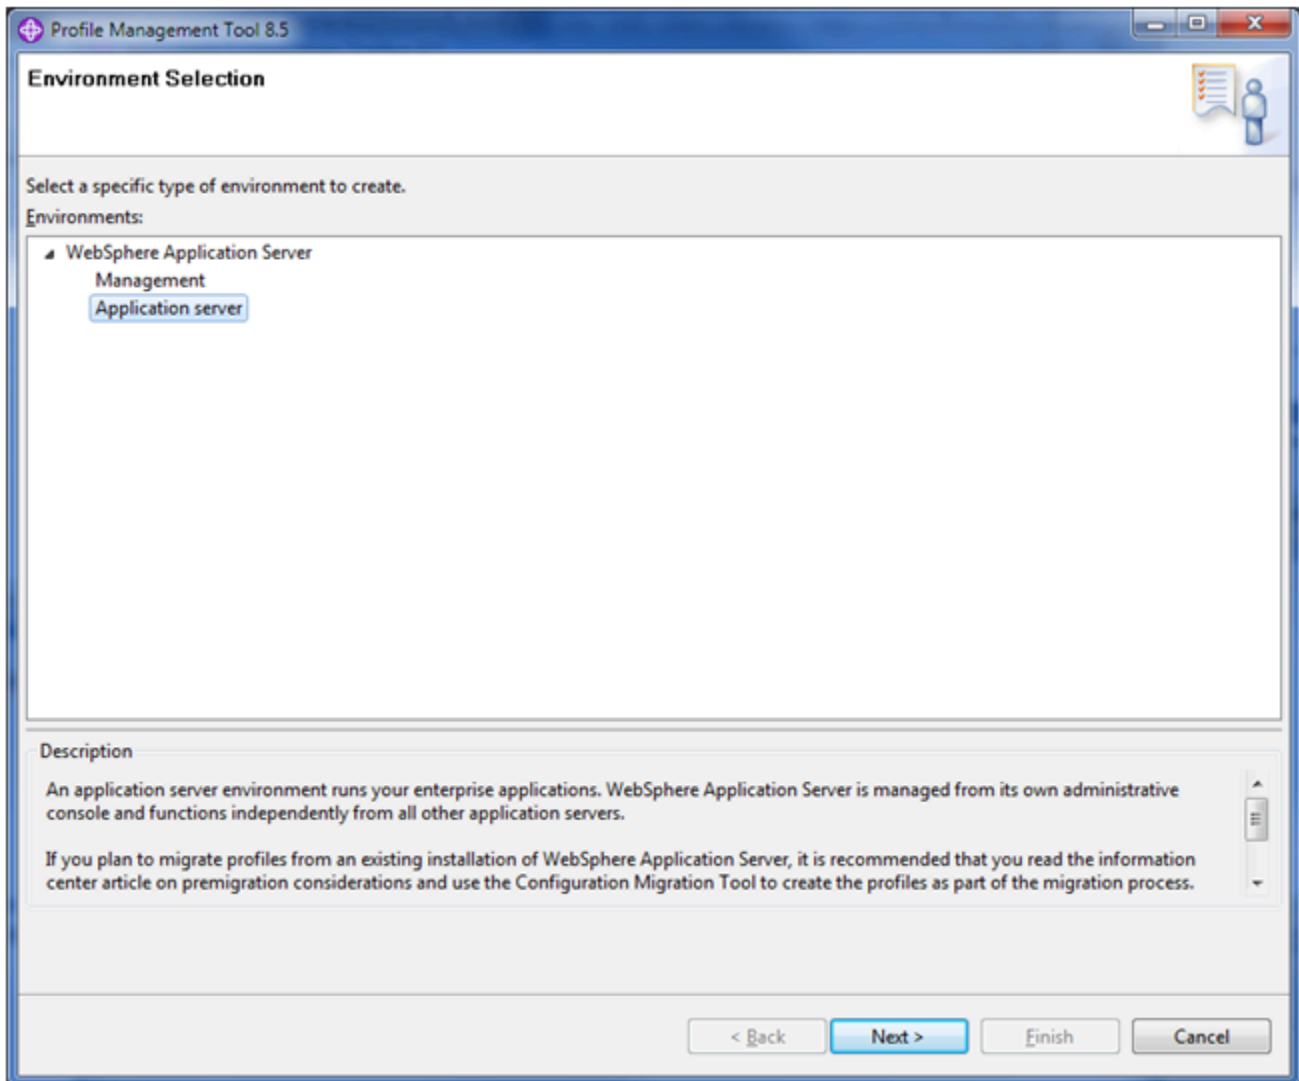 Profile Management Tool 8.5
Environment Selection
Select a specific type of environment to create.
Environments:
WebSphere Application Server
Management
Application server
Description
An application server environment runs your enterprise applications. WebSphere Application Server is managed from its own administrative
console and functions independently from all other application servers.
If you plan to migrate profiles from an existing installation of WebSphere Application Server, it is recommended that you read the information
center article on premigration considerations and use the Configuration Migration Tool to create the profiles as part of the migration process.
< Back Next > Finish Cancel